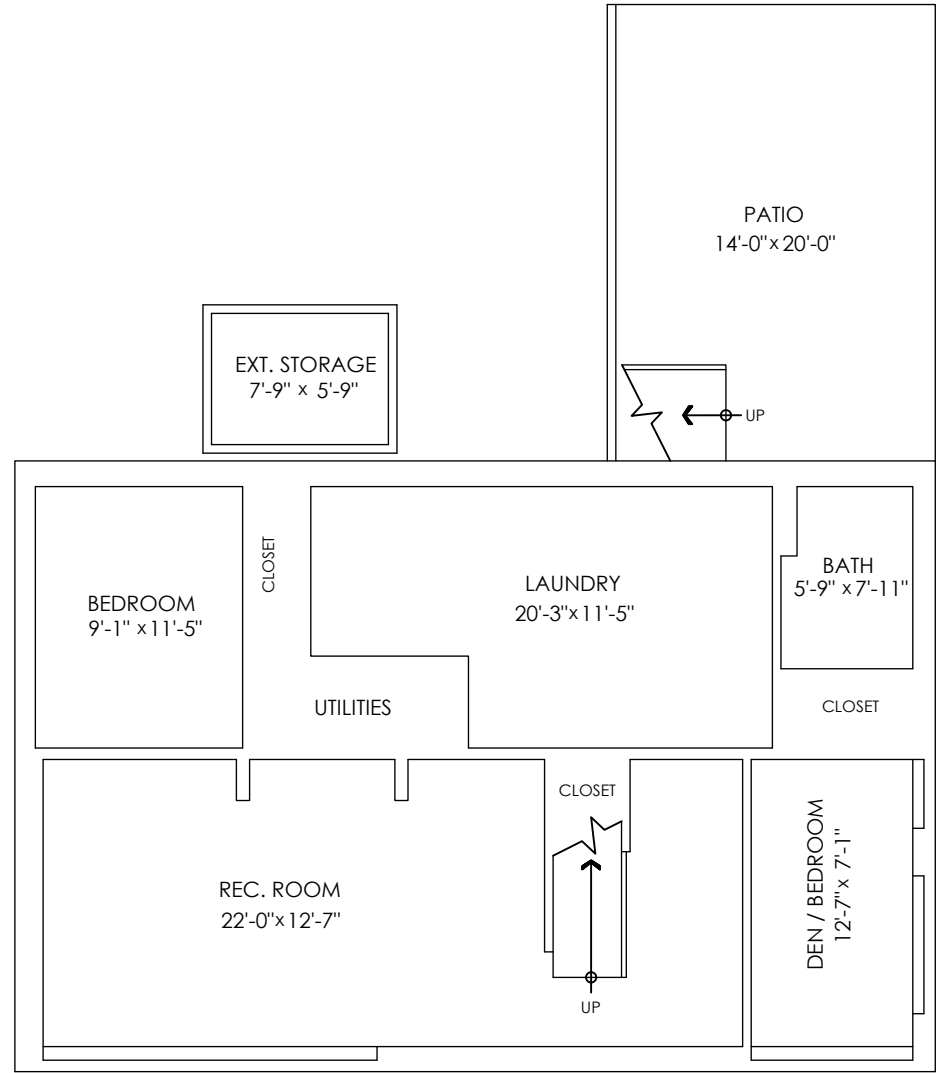 PATIO
14'-0"x 20'-0"
EXT. STORAGE
7'-9" x 5'-9"
UP
CLOSET
BEDROOM
9'-1" x 11'-5"
LAUNDRY
20'-3"x 11'-5"
BATH
5'-9" x 7'-11"
UTILITIES
CLOSET
CLOSET
REC. ROOM
22'-0"x 12'-7"
DEN / BEDROOM
12'-7"x 7'-1"
UP